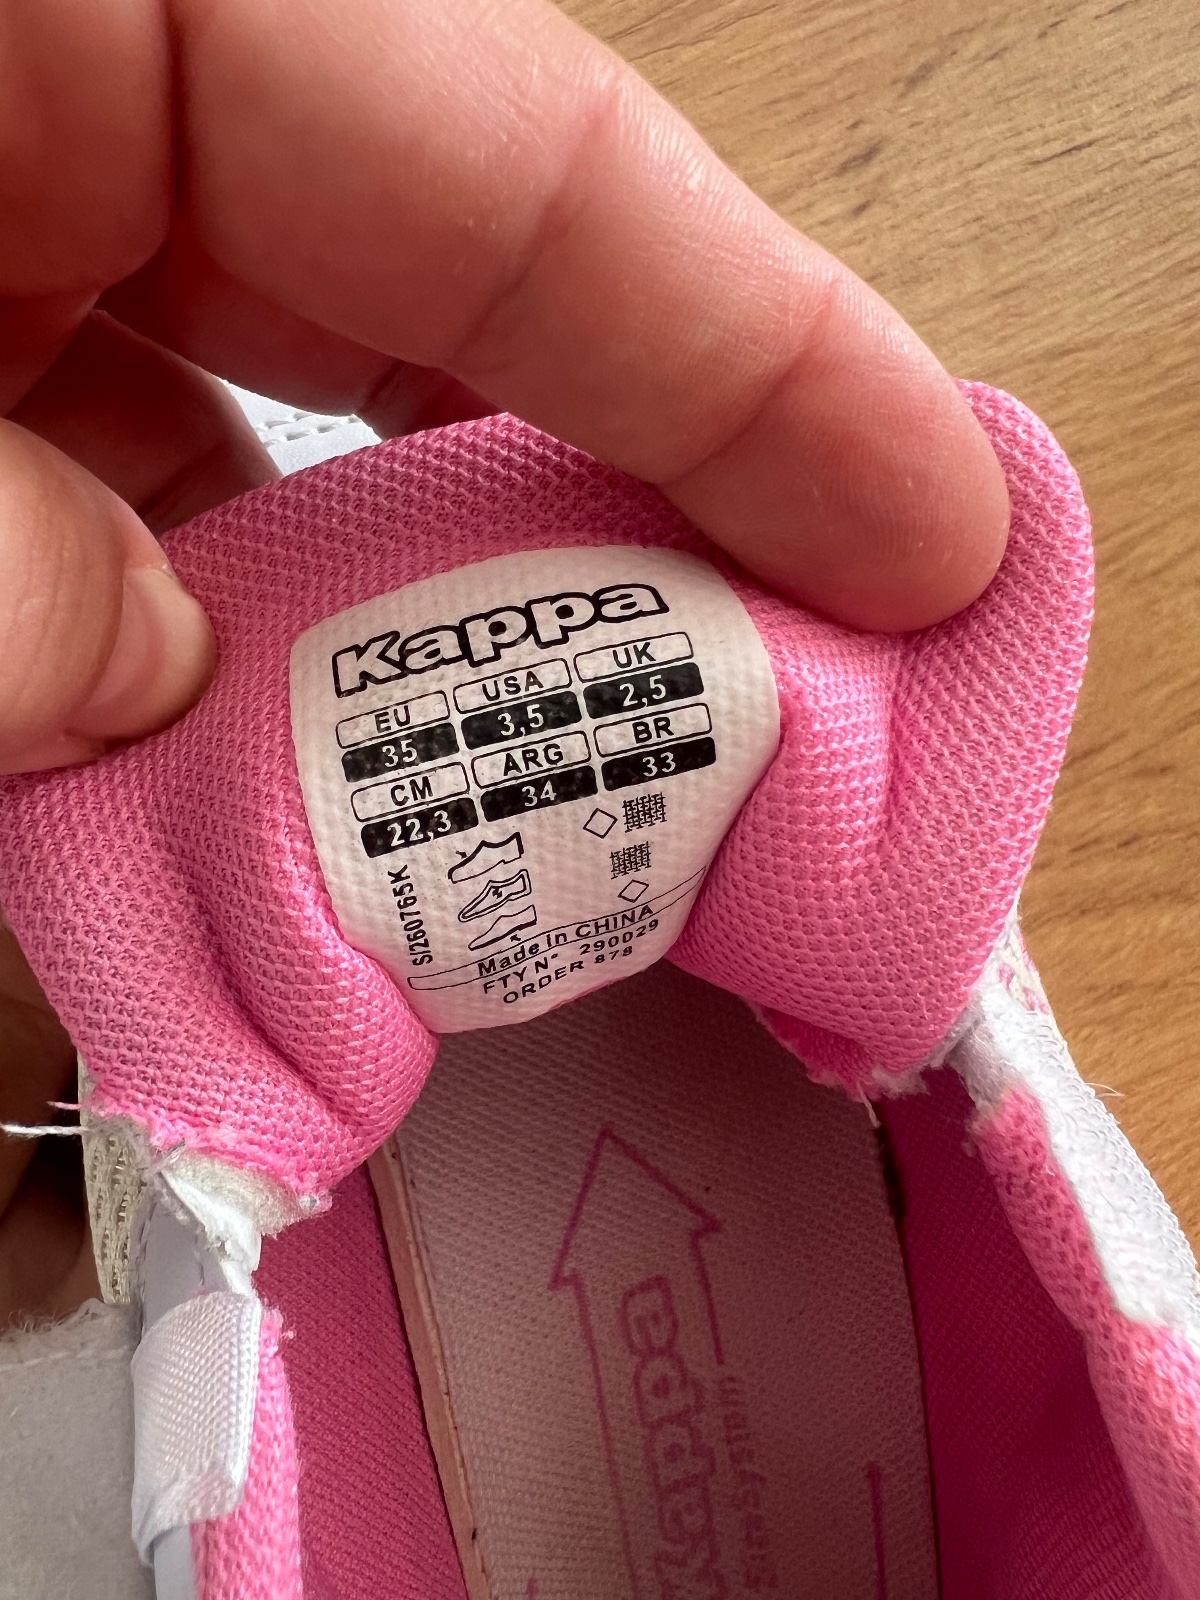 Kappa
EU USA UK
35 3,5 2,5
CM ARG BR
22,3 34 33
S/260765K
Made in CHINA
FTY N° 290029
ORDER 878
Kappa